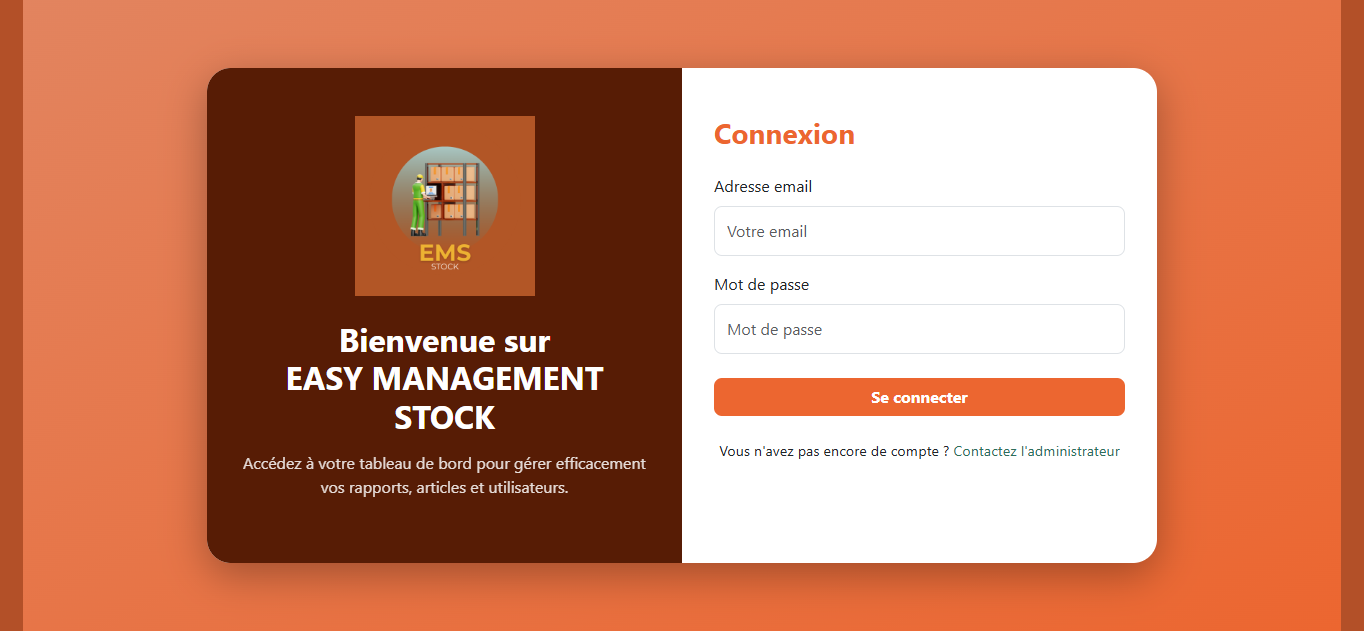 EMS
STOCK
Bienvenue sur
EASY MANAGEMENT
STOCK
Accédez à votre tableau de bord pour gérer efficacement
vos rapports, articles et utilisateurs.
Connexion
Adresse email
Votre email
Mot de passe
Mot de passe
Se connecter
Vous n'avez pas encore de compte ? Contactez l'administrateur